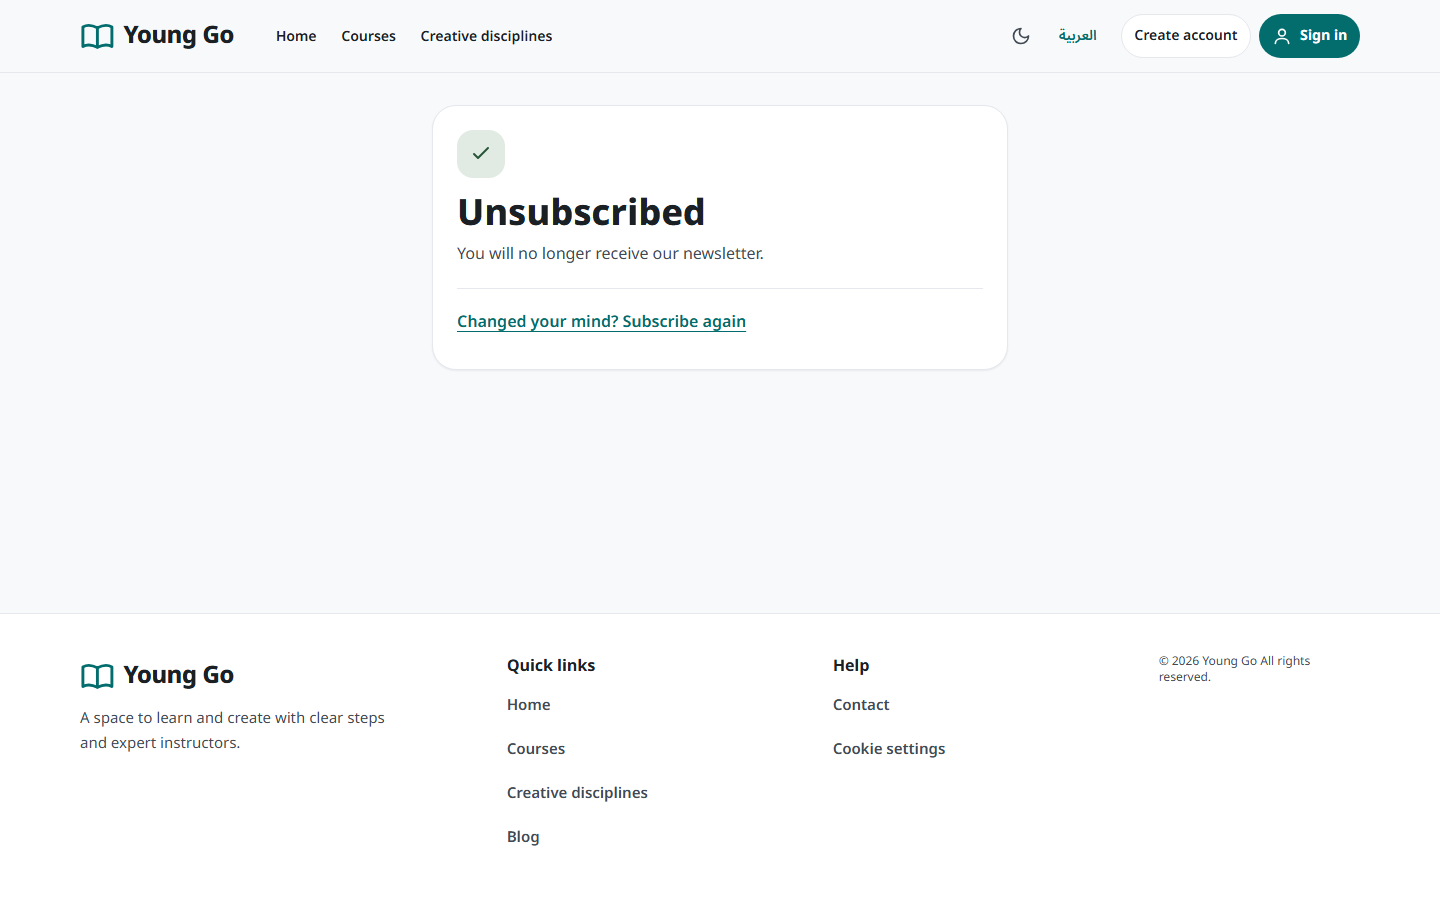 Young Go
Home
Courses
Creative disciplines
العربية
Create account
Sign in
Unsubscribed
You will no longer receive our newsletter.
Changed your mind? Subscribe again
Young Go
A space to learn and create with clear steps
and expert instructors.
Quick links
Home
Courses
Creative disciplines
Blog
Help
Contact
Cookie settings
© 2026 Young Go All rights
reserved.